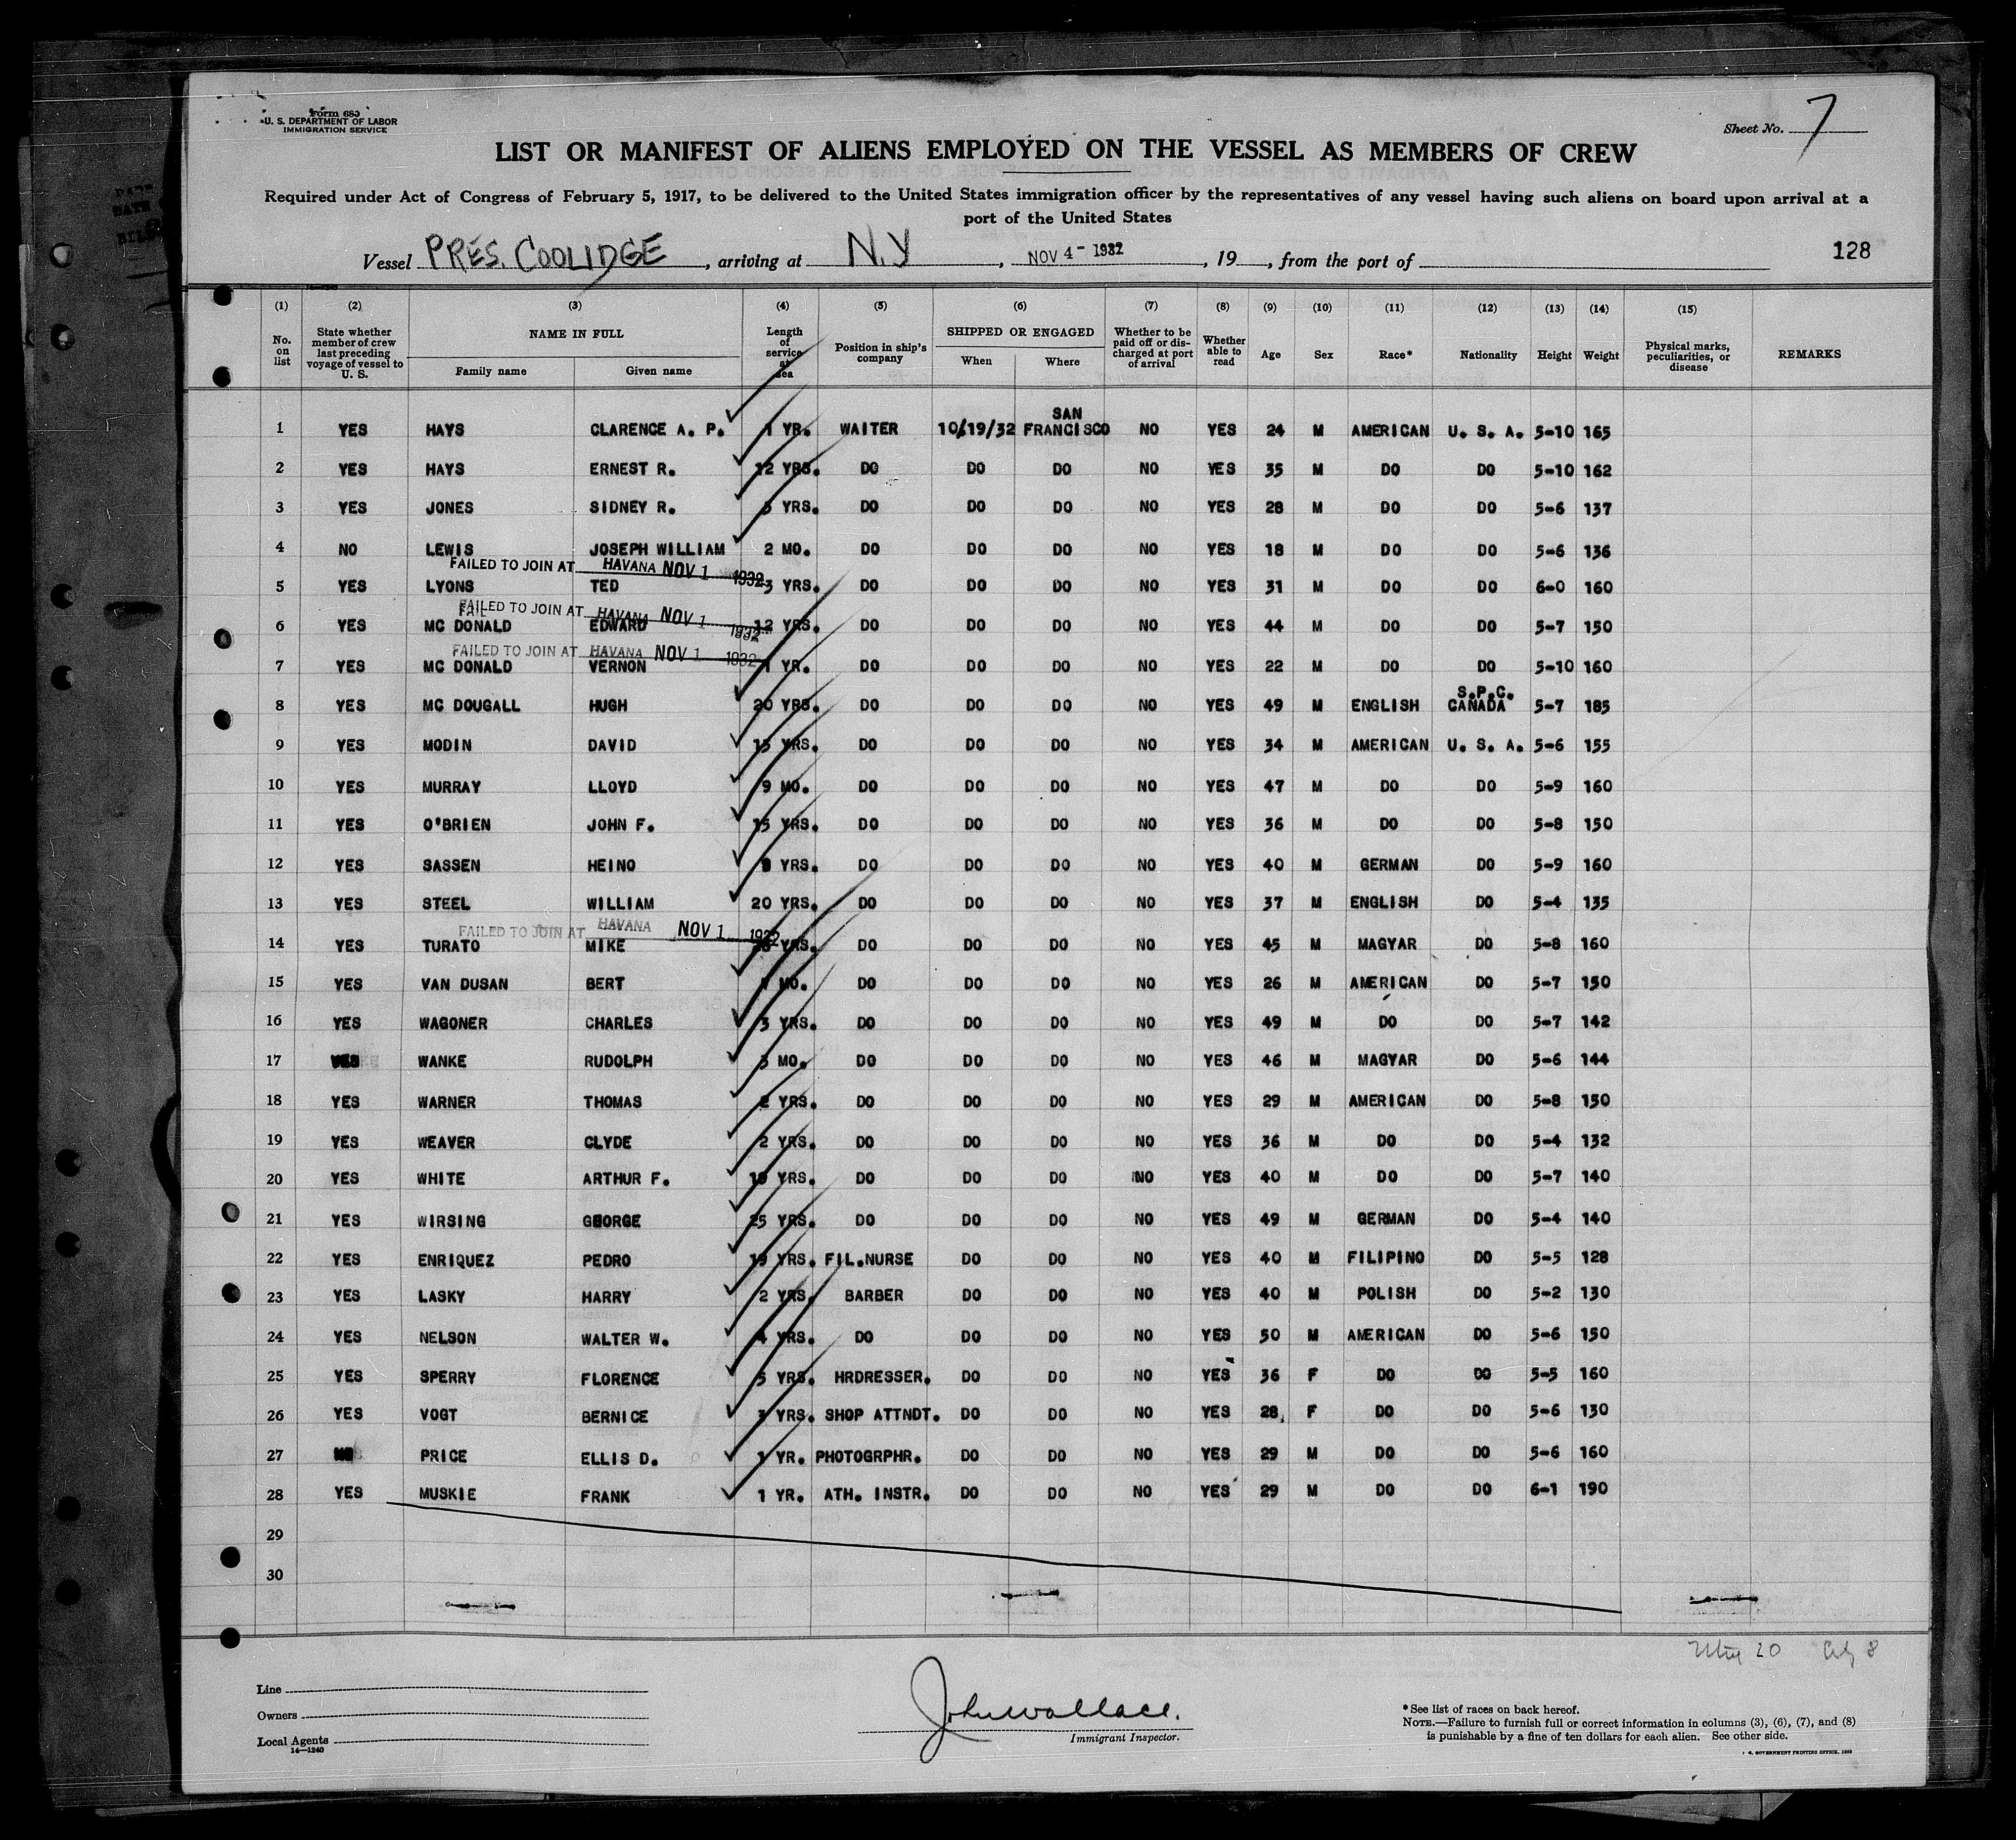 Form 680
U. S. DEPARTMENT OF LABOR
IMMIGRATION SERVICE
Sheet No. 7
LIST OR MANIFEST OF ALIENS EMPLOYED ON THE VESSEL AS MEMBERS OF CREW
Required under Act of Congress of February 5, 1917, to be delivered to the United States immigration officer by the representatives of any vessel having such aliens on board upon arrival at a
port of the United States
Vessel PRES. COOLIDGE, arriving at N.Y, NOV 4 - 1932, 19 , from the port of
128
(1) (2) (3) (4) (5) (6) (7) (8) (9) (10) (11) (12) (13) (14) (15)
No. on list
State whether member of crew last preceding voyage of vessel to U. S.
NAME IN FULL
Family name Given name
Length of service at sea
Position in ship's company
SHIPPED OR ENGAGED
When Where
Whether to be paid off or discharged at port of arrival
Whether able to read
Age Sex Race* Nationality Height Weight
Physical marks, peculiarities, or disease
REMARKS
1 YES HAYS CLARENCE A. P. 1 YR. WAITER 10/19/32 SAN FRANCISCO NO YES 24 M AMERICAN U. S. A. 5-10 165
2 YES HAYS ERNEST R. 12 YRS. DO DO DO NO YES 35 M DO DO 5-10 162
3 YES JONES SIDNEY R. YRS. DO DO DO NO YES 28 M DO DO 5-6 137
4 NO LEWIS JOSEPH WILLIAM 2 MO. DO DO DO NO YES 18 M DO DO 5-6 136
FAILED TO JOIN AT HAVANA NOV 1 1932
5 YES LYONS TED 3 YRS. DO DO DO NO YES 31 M DO DO 6-0 160
FAILED TO JOIN AT HAVANA NOV 1 1932
6 YES MC DONALD EDWARD 12 YRS. DO DO DO NO YES 44 M DO DO 5-7 150
FAILED TO JOIN AT HAVANA NOV 1 1932
7 YES MC DONALD VERNON 1 YR. DO DO DO NO YES 22 M DO DO 5-10 160
8 YES MC DOUGALL HUGH 20 YRS. DO DO DO NO YES 49 M ENGLISH S.P.C. CANADA 5-7 185
9 YES MODIN DAVID 15 YRS. DO DO DO NO YES 34 M AMERICAN U. S. A. 5-6 155
10 YES MURRAY LLOYD 9 MO. DO DO DO NO YES 47 M DO DO 5-9 160
11 YES O'BRIEN JOHN F. 15 YRS. DO DO DO NO YES 36 M DO DO 5-8 150
12 YES SASSEN HEINO YRS. DO DO DO NO YES 40 M GERMAN DO 5-9 160
13 YES STEEL WILLIAM 20 YRS. DO DO DO NO YES 37 M ENGLISH DO 5-4 135
FAILED TO JOIN AT HAVANA NOV 1 1932
14 YES TURATO MIKE YRS. DO DO DO NO YES 45 M MAGYAR DO 5-8 160
15 YES VAN DUSAN BERT MO. DO DO DO NO YES 26 M AMERICAN DO 5-7 150
16 YES WAGONER CHARLES 3 YRS. DO DO DO NO YES 49 M DO DO 5-7 142
17 YES WANKE RUDOLPH 3 MO. DO DO DO NO YES 46 M MAGYAR DO 5-6 144
18 YES WARNER THOMAS 2 YRS. DO DO DO NO YES 29 M AMERICAN DO 5-8 150
19 YES WEAVER CLYDE 2 YRS. DO DO DO NO YES 36 M DO DO 5-4 132
20 YES WHITE ARTHUR F. YRS. DO DO DO NO YES 40 M DO DO 5-7 140
21 YES WIRSING GEORGE 25 YRS. DO DO DO NO YES 49 M GERMAN DO 5-4 140
22 YES ENRIQUEZ PEDRO 19 YRS. FIL.NURSE DO DO NO YES 40 M FILIPINO DO 5-5 128
23 YES LASKY HARRY 2 YRS. BARBER DO DO NO YES 40 M POLISH DO 5-2 130
24 YES NELSON WALTER W. 4 YRS. DO DO DO NO YES 50 M AMERICAN DO 5-6 150
25 YES SPERRY FLORENCE 5 YRS. HRDRESSER. DO DO NO YES 36 F DO DO 5-5 160
26 YES VOGT BERNICE YRS. SHOP ATTNDT. DO DO NO YES 28 F DO DO 5-6 130
27 NO PRICE ELLIS D. 1 YR. PHOTOGRPHR. DO DO NO YES 29 M DO DO 5-6 160
28 YES MUSKIE FRANK 1 YR. ATH. INSTR. DO DO NO YES 29 M DO DO 6-1 190
29
30
20 8
Line
Owners
Local Agents
14—1240
John Wallace.
Immigrant Inspector.
* See list of races on back hereof.
NOTE.—Failure to furnish full or correct information in columns (3), (6), (7), and (8)
is punishable by a fine of ten dollars for each alien. See other side.
GOVERNMENT PRINTING OFFICE.